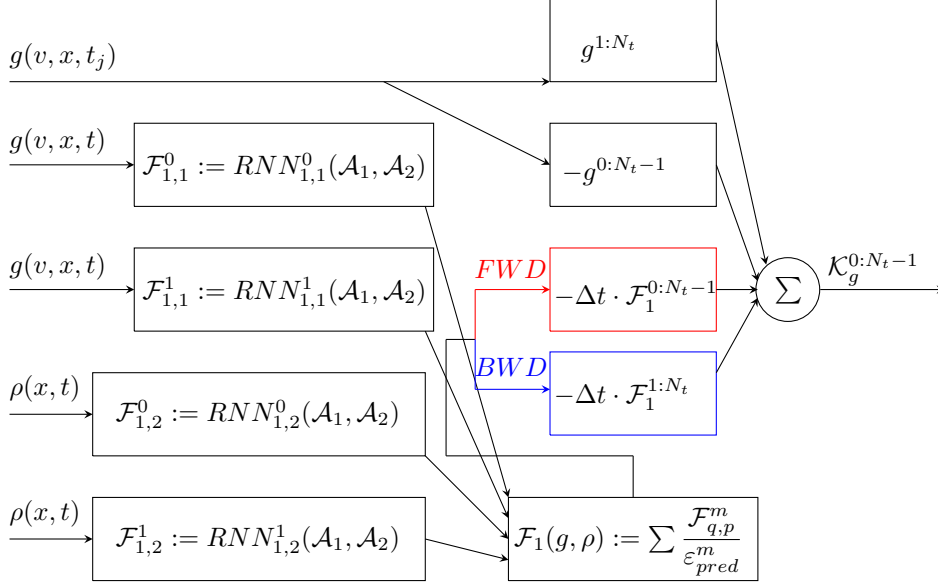 g(v, x, t_j)
g^{1:N_t}
g(v, x, t)
\mathcal{F}^0_{1,1} := RNN^0_{1,1}(\mathcal{A}_1, \mathcal{A}_2)
-g^{0:N_t-1}
g(v, x, t)
\mathcal{F}^1_{1,1} := RNN^1_{1,1}(\mathcal{A}_1, \mathcal{A}_2)
FWD
-\Delta t \cdot \mathcal{F}_1^{0:N_t-1}
\sum
\mathcal{K}_g^{0:N_t-1}
BWD
-\Delta t \cdot \mathcal{F}_1^{1:N_t}
\rho(x, t)
\mathcal{F}^0_{1,2} := RNN^0_{1,2}(\mathcal{A}_1, \mathcal{A}_2)
\rho(x, t)
\mathcal{F}^1_{1,2} := RNN^1_{1,2}(\mathcal{A}_1, \mathcal{A}_2)
\mathcal{F}_1(g, \rho) := \sum \frac{\mathcal{F}^m_{q,p}}{\varepsilon^m_{pred}}